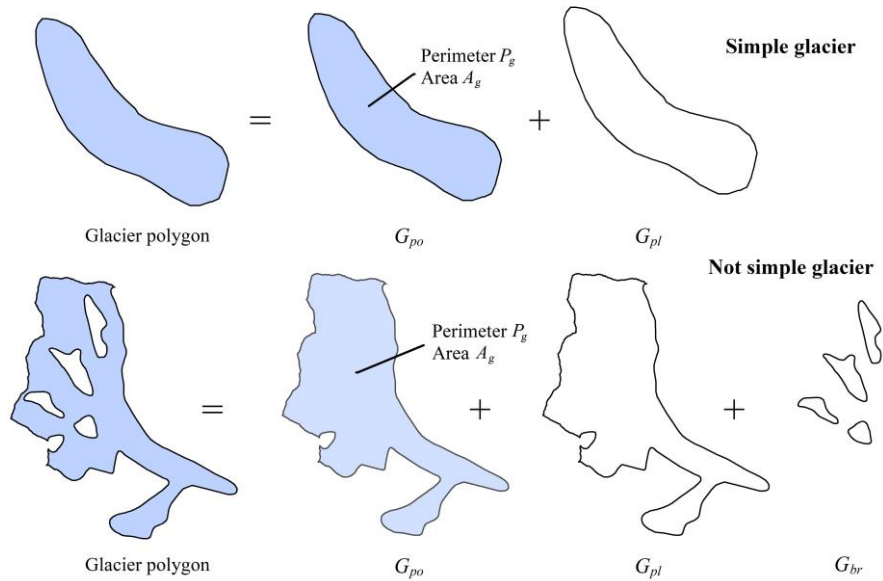 Simple glacier
Perimeter P_g
Area A_g
= +
Glacier polygon G_po G_pl
Not simple glacier
Perimeter P_g
Area A_g
= + +
Glacier polygon G_po G_pl G_br